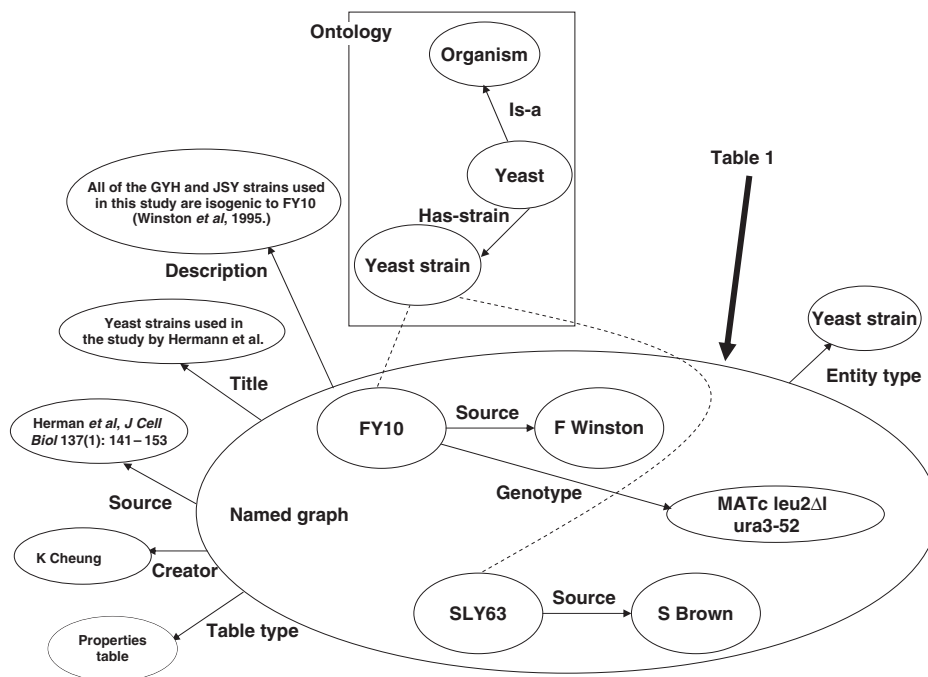 Ontology
Organism
Is-a
Yeast
Has-strain
Yeast strain
Table 1
All of the GYH and JSY strains used
in this study are isogenic to FY10
(Winston et al, 1995.)
Description
Yeast strains used in
the study by Hermann et al.
Title
Yeast strain
Entity type
Herman et al, J Cell
Biol 137(1): 141–153
Source
FY10
Source
F Winston
Genotype
MATc leu2Δl
ura3-52
Named graph
K Cheung
Creator
SLY63
Source
S Brown
Table type
Properties
table